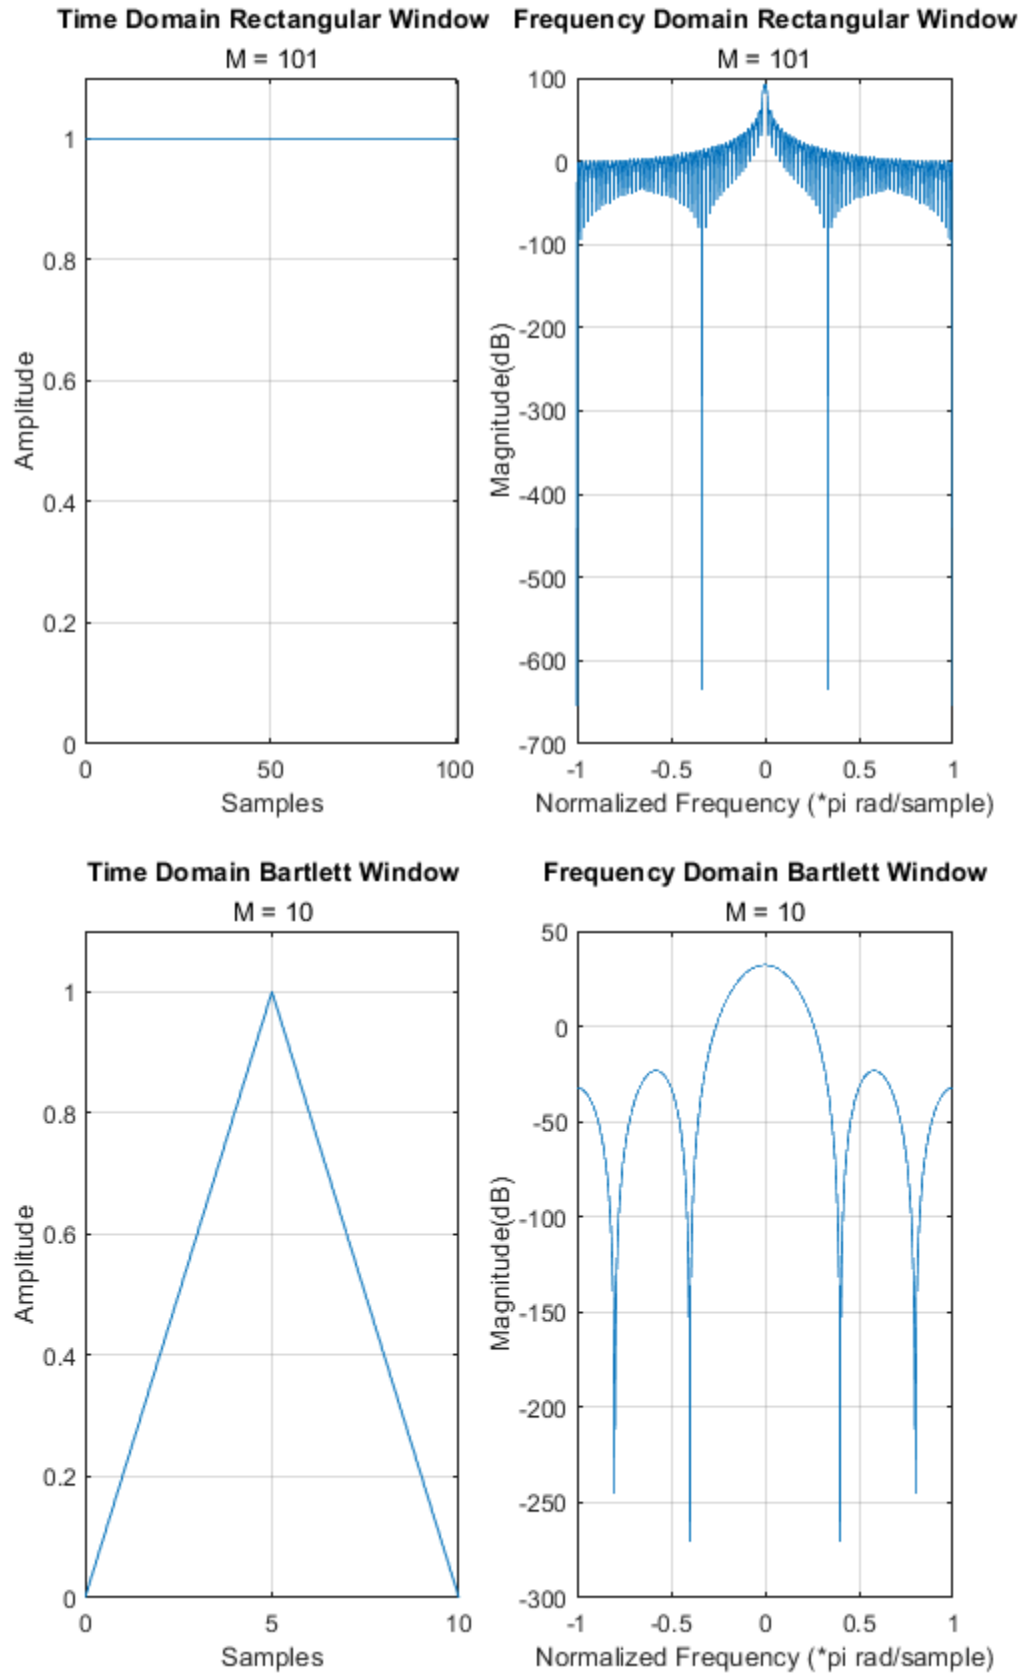 Time Domain Rectangular Window
M = 101
1
0.8
0.6
0.4
0.2
0
0 50 100
Amplitude
Samples
Frequency Domain Rectangular Window
M = 101
100
0
-100
-200
-300
-400
-500
-600
-700
-1 -0.5 0 0.5 1
Magnitude(dB)
Normalized Frequency (*pi rad/sample)
Time Domain Bartlett Window
M = 10
1
0.8
0.6
0.4
0.2
0
0 5 10
Amplitude
Samples
Frequency Domain Bartlett Window
M = 10
50
0
-50
-100
-150
-200
-250
-300
-1 -0.5 0 0.5 1
Magnitude(dB)
Normalized Frequency (*pi rad/sample)